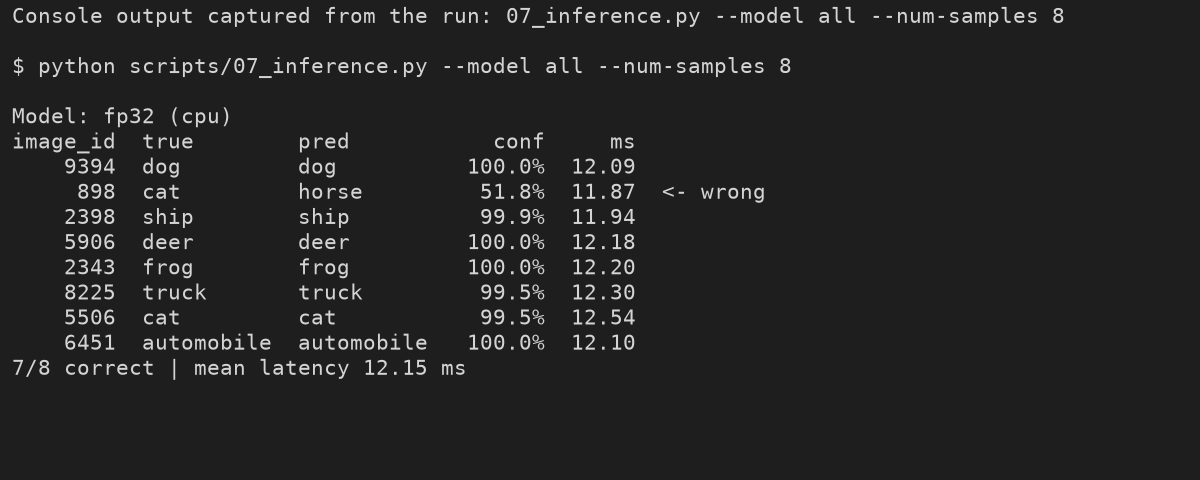 Console output captured from the run: 07_inference.py --model all --num-samples 8
$ python scripts/07_inference.py --model all --num-samples 8
Model: fp32 (cpu)
image_id  true        pred           conf     ms
    9394  dog         dog          100.0%  12.09
     898  cat         horse         51.8%  11.87  <- wrong
    2398  ship        ship          99.9%  11.94
    5906  deer        deer         100.0%  12.18
    2343  frog        frog         100.0%  12.20
    8225  truck       truck         99.5%  12.30
    5506  cat         cat           99.5%  12.54
    6451  automobile  automobile   100.0%  12.10
7/8 correct | mean latency 12.15 ms